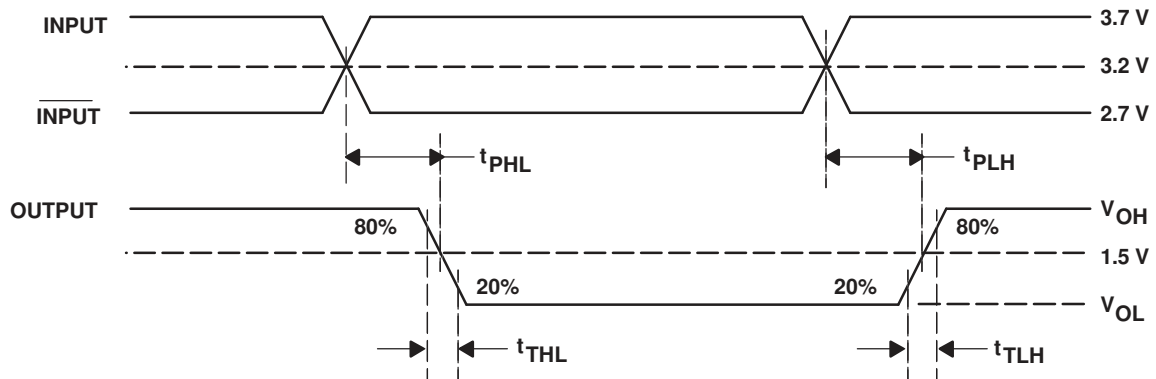 INPUT
3.7 V
3.2 V
INPUT
2.7 V
tPHL
tPLH
OUTPUT
VOH
80%
80%
1.5 V
20%
20%
VOL
tTHL
tTLH